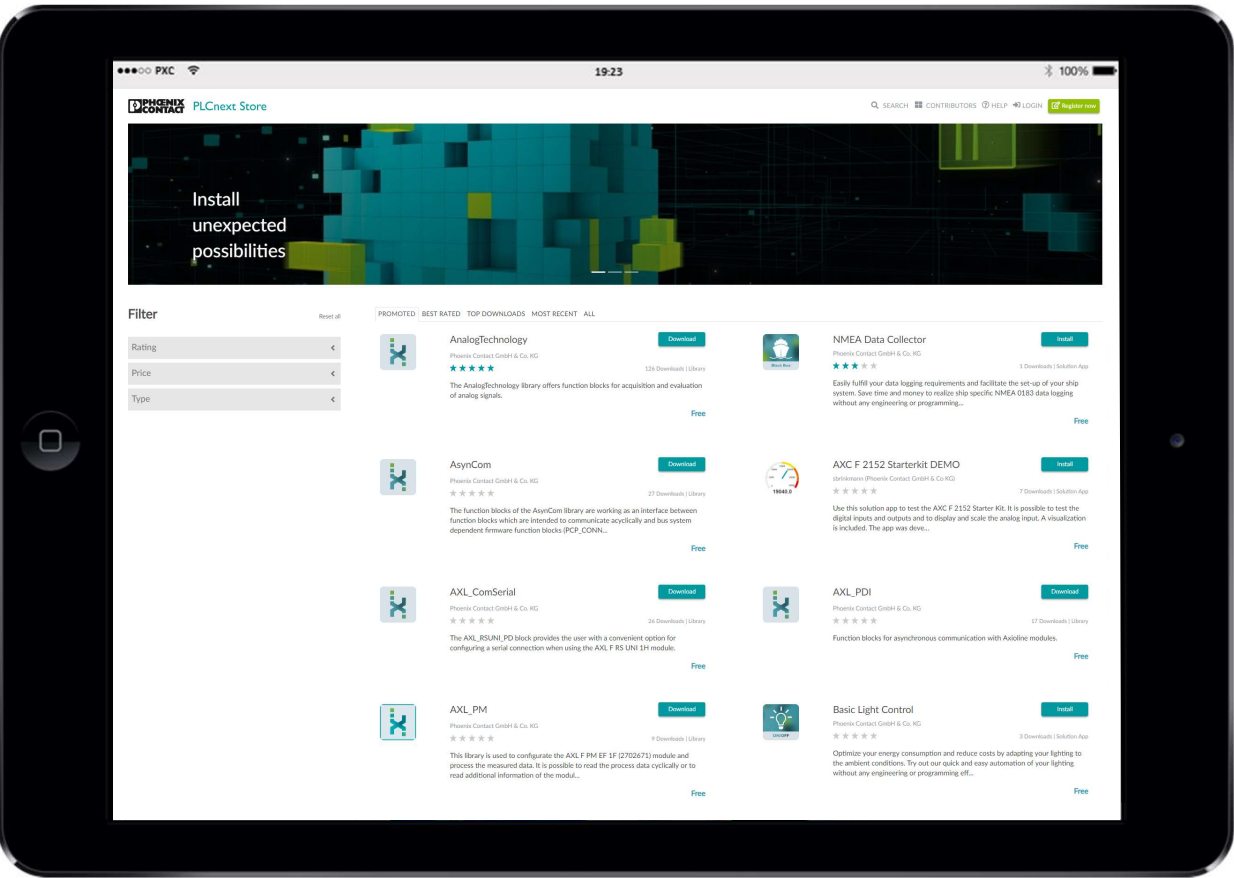 PXC
19:23
100%
PHŒNIX
CONTACT
PLCnext Store
SEARCH CONTRIBUTORS HELP LOGIN Register now
Install
unexpected
possibilities
Filter
Reset all
Rating
Price
Type
PROMOTED BEST RATED TOP DOWNLOADS MOST RECENT ALL
AnalogTechnology
Download
Phoenix Contact GmbH & Co. KG
126 Downloads | Library
The AnalogTechnology library offers function blocks for acquisition and evaluation
of analog signals.
Free
Black Box
NMEA Data Collector
Install
Phoenix Contact GmbH & Co. KG
1 Downloads | Solution App
Easily fulfill your data logging requirements and facilitate the set-up of your ship
system. Save time and money to realize ship specific NMEA 0183 data logging
without any engineering or programming...
Free
AsynCom
Download
Phoenix Contact GmbH & Co. KG
27 Downloads | Library
The function blocks of the AsynCom library are working as an interface between
function blocks which are intended to communicate acyclically and bus system
dependent firmware function blocks (PCP_CONN...
Free
19040.0
AXC F 2152 Starterkit DEMO
Install
sbrinkmann (Phoenix Contact GmbH & Co KG)
7 Downloads | Solution App
Use this solution app to test the AXC F 2152 Starter Kit. It is possible to test the
digital inputs and outputs and to display and scale the analog input. A visualization
is included. The app was deve...
Free
AXL_ComSerial
Download
Phoenix Contact GmbH & Co. KG
26 Downloads | Library
The AXL_RSUNI_PD block provides the user with a convenient option for
configuring a serial connection when using the AXL F RS UNI 1H module.
Free
AXL_PDI
Download
Phoenix Contact GmbH & Co. KG
17 Downloads | Library
Function blocks for asynchronous communication with Axioline modules.
Free
AXL_PM
Download
Phoenix Contact GmbH & Co. KG
9 Downloads | Library
This library is used to configurate the AXL F PM EF 1F (2702671) module and
process the measured data. It is possible to read the process data cyclically or to
read additional information of the modul...
Free
Basic Light Control
Install
Phoenix Contact GmbH & Co. KG
3 Downloads | Solution App
Optimize your energy consumption and reduce costs by adapting your lighting to
the ambient conditions. Try out our quick and easy automation of your lighting
without any engineering or programming eff...
Free